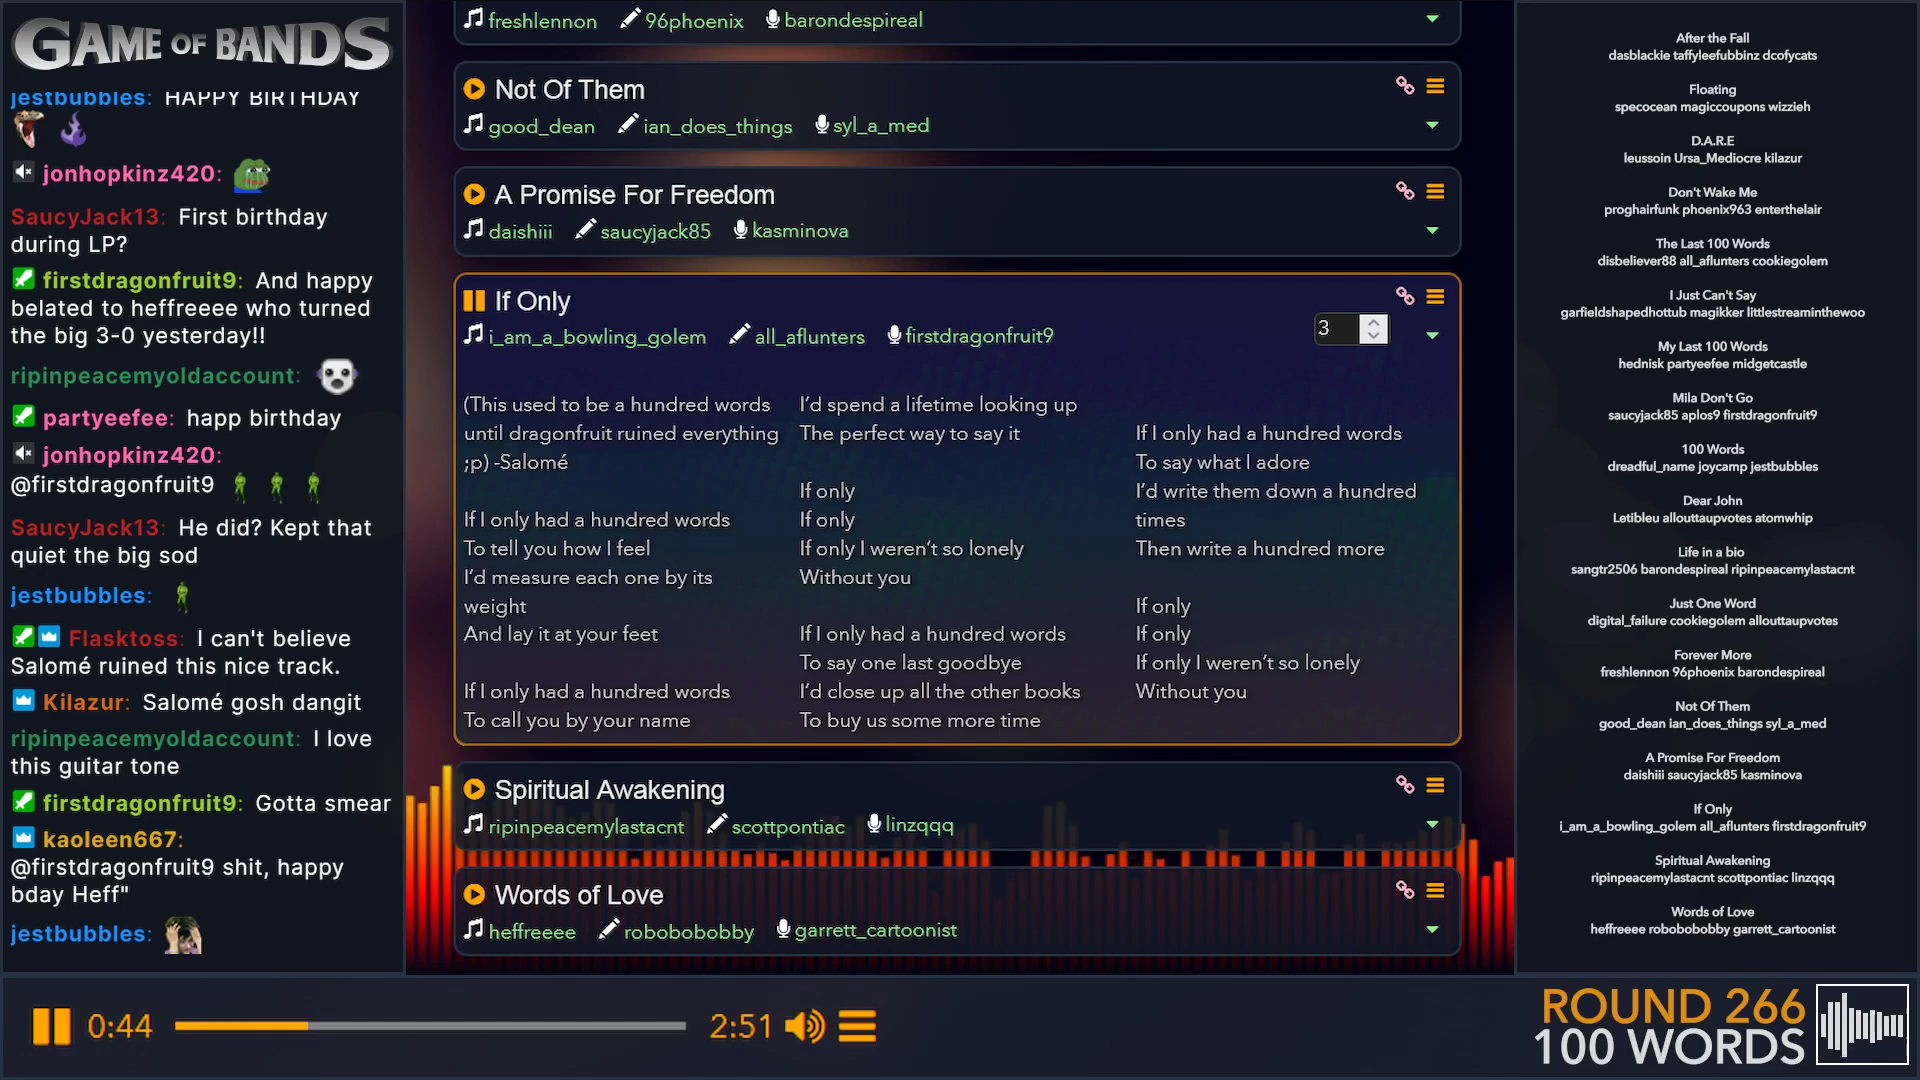 GAME OF BANDS
jestbubbles: HAPPY BIRTHDAY
jonhopkinz420:
SaucyJack13: First birthday
during LP?
firstdragonfruit9: And happy
belated to heffreeee who turned
the big 3-0 yesterday!!
ripinpeacemyoldaccount:
partyeefee: happ birthday
jonhopkinz420:
@firstdragonfruit9
SaucyJack13: He did? Kept that
quiet the big sod
jestbubbles:
Flasktoss: I can't believe
Salomé ruined this nice track.
Kilazur: Salomé gosh dangit
ripinpeacemyoldaccount: I love
this guitar tone
firstdragonfruit9: Gotta smear
kaoleen667:
@firstdragonfruit9 shit, happy
bday Heff"
jestbubbles:
freshlennon 96phoenix barondespireal
Not Of Them
good_dean ian_does_things syl_a_med
A Promise For Freedom
daishiii saucyjack85 kasminova
If Only
i_am_a_bowling_golem all_aflunters firstdragonfruit9
3
(This used to be a hundred words
until dragonfruit ruined everything
;p) -Salomé
If I only had a hundred words
To tell you how I feel
I'd measure each one by its
weight
And lay it at your feet
If I only had a hundred words
To call you by your name
I'd spend a lifetime looking up
The perfect way to say it
If only
If only
If only I weren't so lonely
Without you
If I only had a hundred words
To say one last goodbye
I'd close up all the other books
To buy us some more time
If I only had a hundred words
To say what I adore
I'd write them down a hundred
times
Then write a hundred more
If only
If only
If only I weren't so lonely
Without you
Spiritual Awakening
ripinpeacemylastacnt scottpontiac linzqqq
Words of Love
heffreeee robobobobby garrett_cartoonist
After the Fall
dasblackie taffyleefubbinz dcofycats
Floating
specocean magiccoupons wizzieh
D.A.R.E
leussoin Ursa_Mediocre kilazur
Don't Wake Me
proghairfunk phoenix963 enterthelair
The Last 100 Words
disbeliever88 all_aflunters cookiegolem
I Just Can't Say
garfieldshapedhottub magikker littlestreaminthewoo
My Last 100 Words
hednisk partyeefee midgetcastle
Mila Don't Go
saucyjack85 aplos9 firstdragonfruit9
100 Words
dreadful_name joycamp jestbubbles
Dear John
Letibleu allouttaupvotes atomwhip
Life in a bio
sangtr2506 barondespireal ripinpeacemylastacnt
Just One Word
digital_failure cookiegolem allouttaupvotes
Forever More
freshlennon 96phoenix barondespireal
Not Of Them
good_dean ian_does_things syl_a_med
A Promise For Freedom
daishiii saucyjack85 kasminova
If Only
i_am_a_bowling_golem all_aflunters firstdragonfruit9
Spiritual Awakening
ripinpeacemylastacnt scottpontiac linzqqq
Words of Love
heffreeee robobobobby garrett_cartoonist
0:44
2:51
ROUND 266
100 WORDS